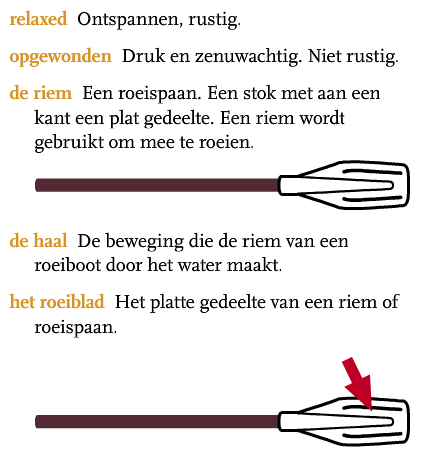 relaxed Ontspannen, rustig.
opgewonden Druk en zenuwachtig. Niet rustig.
de riem Een roeispaan. Een stok met aan een
kant een plat gedeelte. Een riem wordt
gebruikt om mee te roeien.
de haal De beweging die de riem van een
roeiboot door het water maakt.
het roeiblad Het platte gedeelte van een riem of
roeispaan.